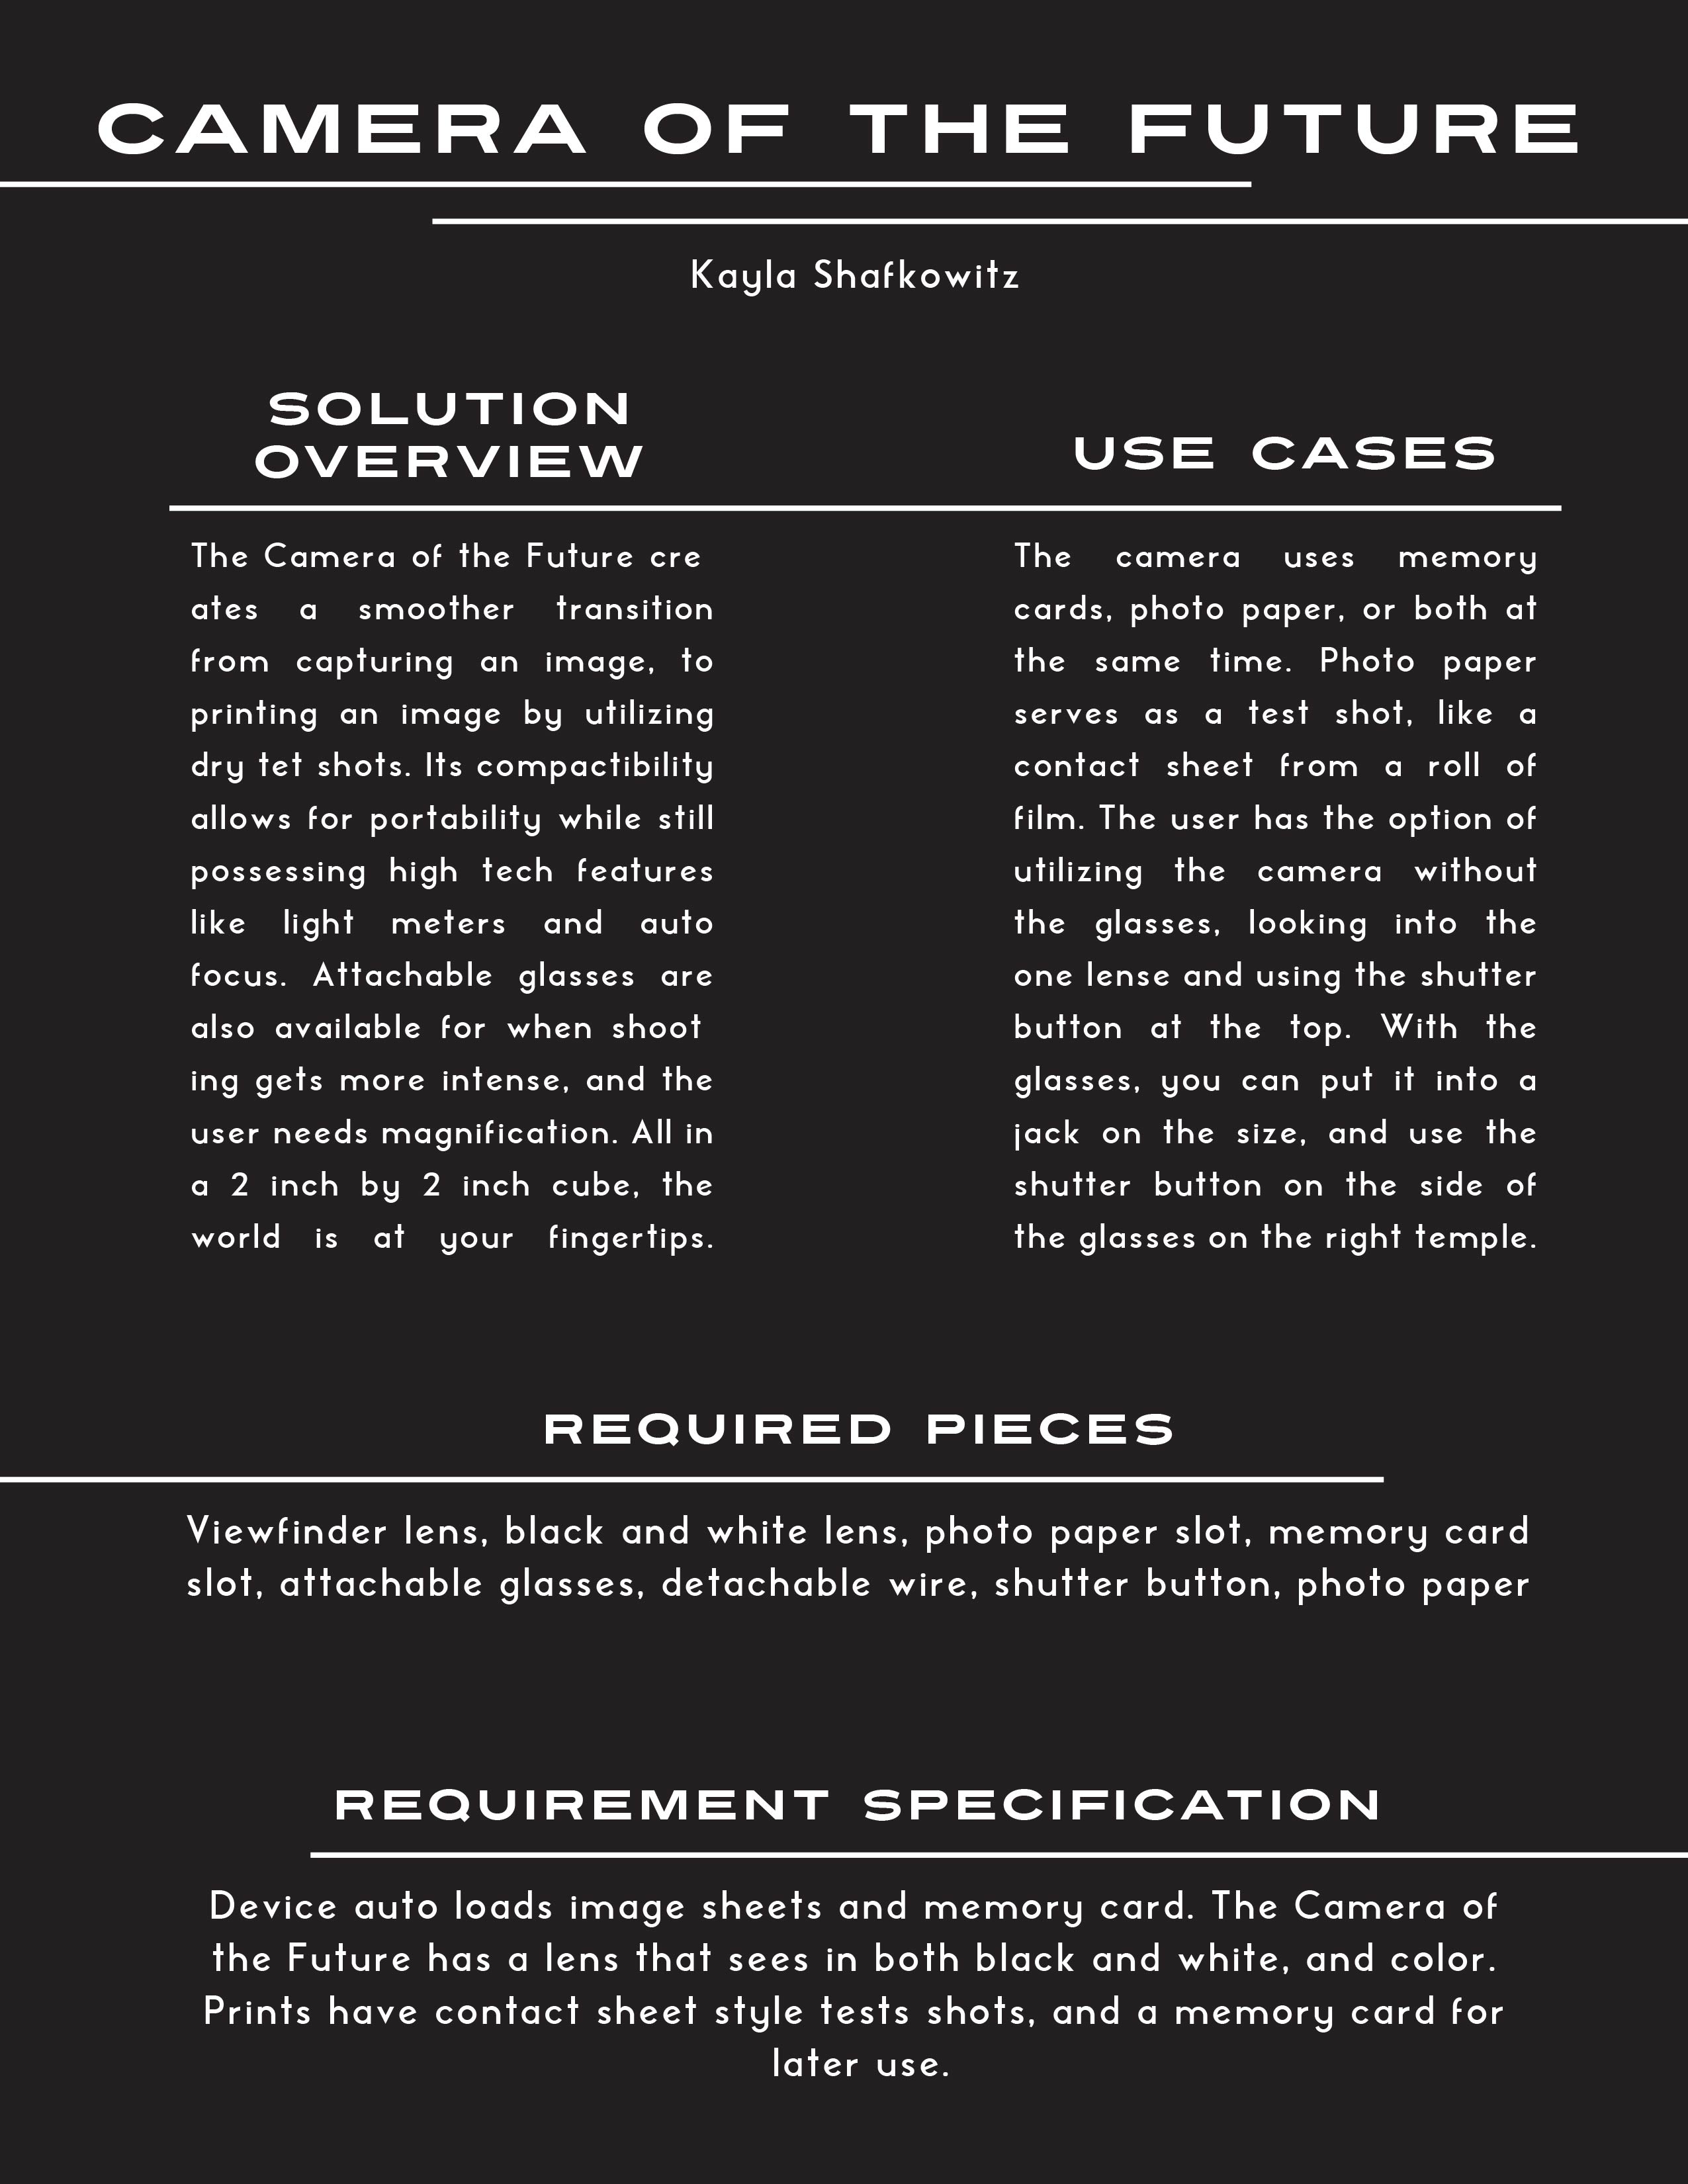 CAMERA OF THE FUTURE
Kayla Shafkowitz
SOLUTION
OVERVIEW
The Camera of the Future cre
ates a smoother transition
from capturing an image, to
printing an image by utilizing
dry tet shots. Its compactibility
allows for portability while still
possessing high tech features
like light meters and auto
focus. Attachable glasses are
also available for when shoot
ing gets more intense, and the
user needs magnification. All in
a 2 inch by 2 inch cube, the
world is at your fingertips.
USE CASES
The camera uses memory
cards, photo paper, or both at
the same time. Photo paper
serves as a test shot, like a
contact sheet from a roll of
film. The user has the option of
utilizing the camera without
the glasses, looking into the
one lense and using the shutter
button at the top. With the
glasses, you can put it into a
jack on the size, and use the
shutter button on the side of
the glasses on the right temple.
REQUIRED PIECES
Viewfinder lens, black and white lens, photo paper slot, memory card
slot, attachable glasses, detachable wire, shutter button, photo paper
REQUIREMENT SPECIFICATION
Device auto loads image sheets and memory card. The Camera of
the Future has a lens that sees in both black and white, and color.
Prints have contact sheet style tests shots, and a memory card for
later use.